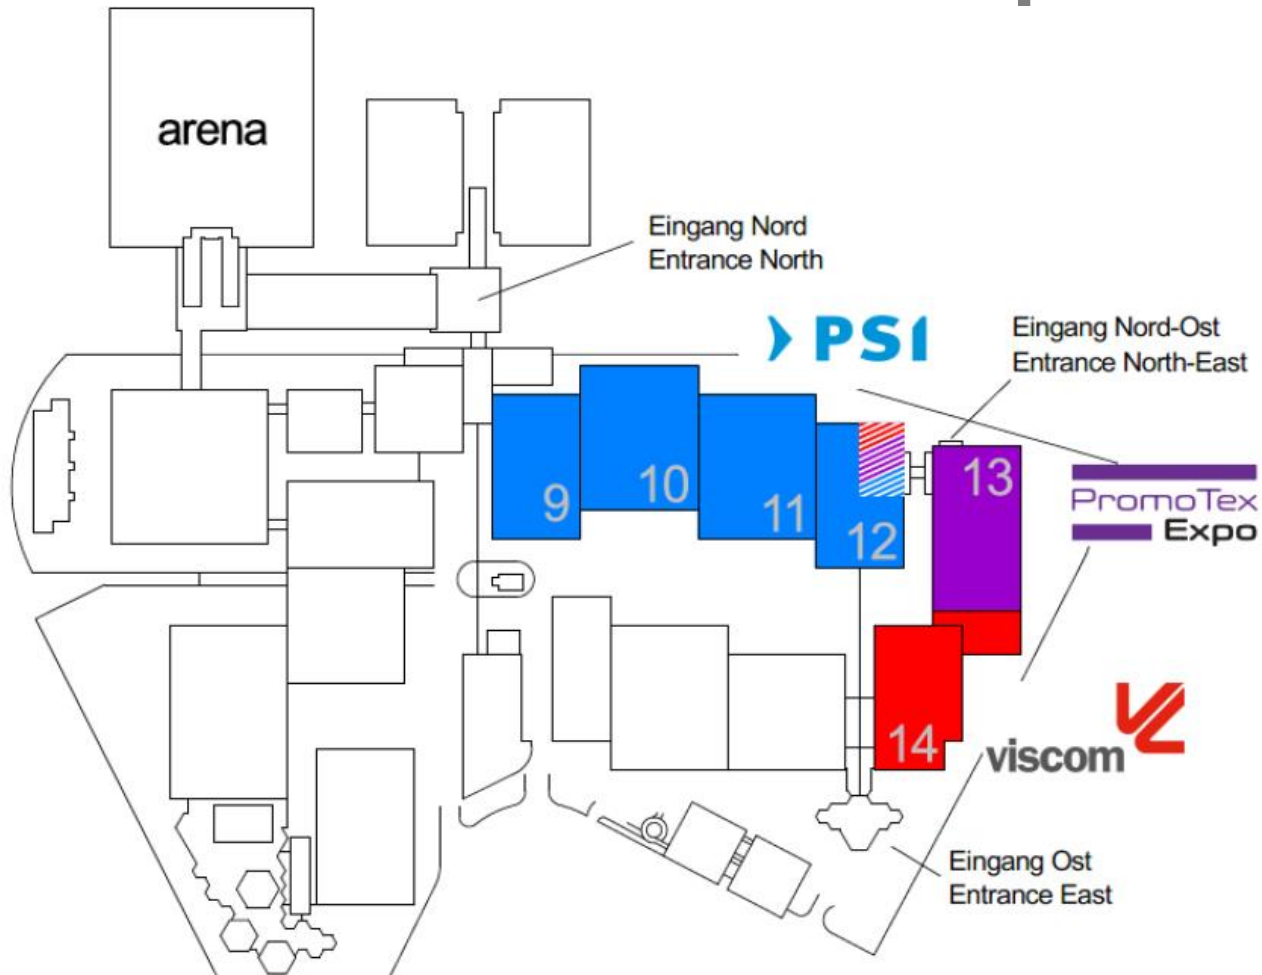 arena
Eingang Nord
Entrance North
PSI
Eingang Nord-Ost
Entrance North-East
9
10
11
12
13
PromoTex
Expo
14
viscom
Eingang Ost
Entrance East